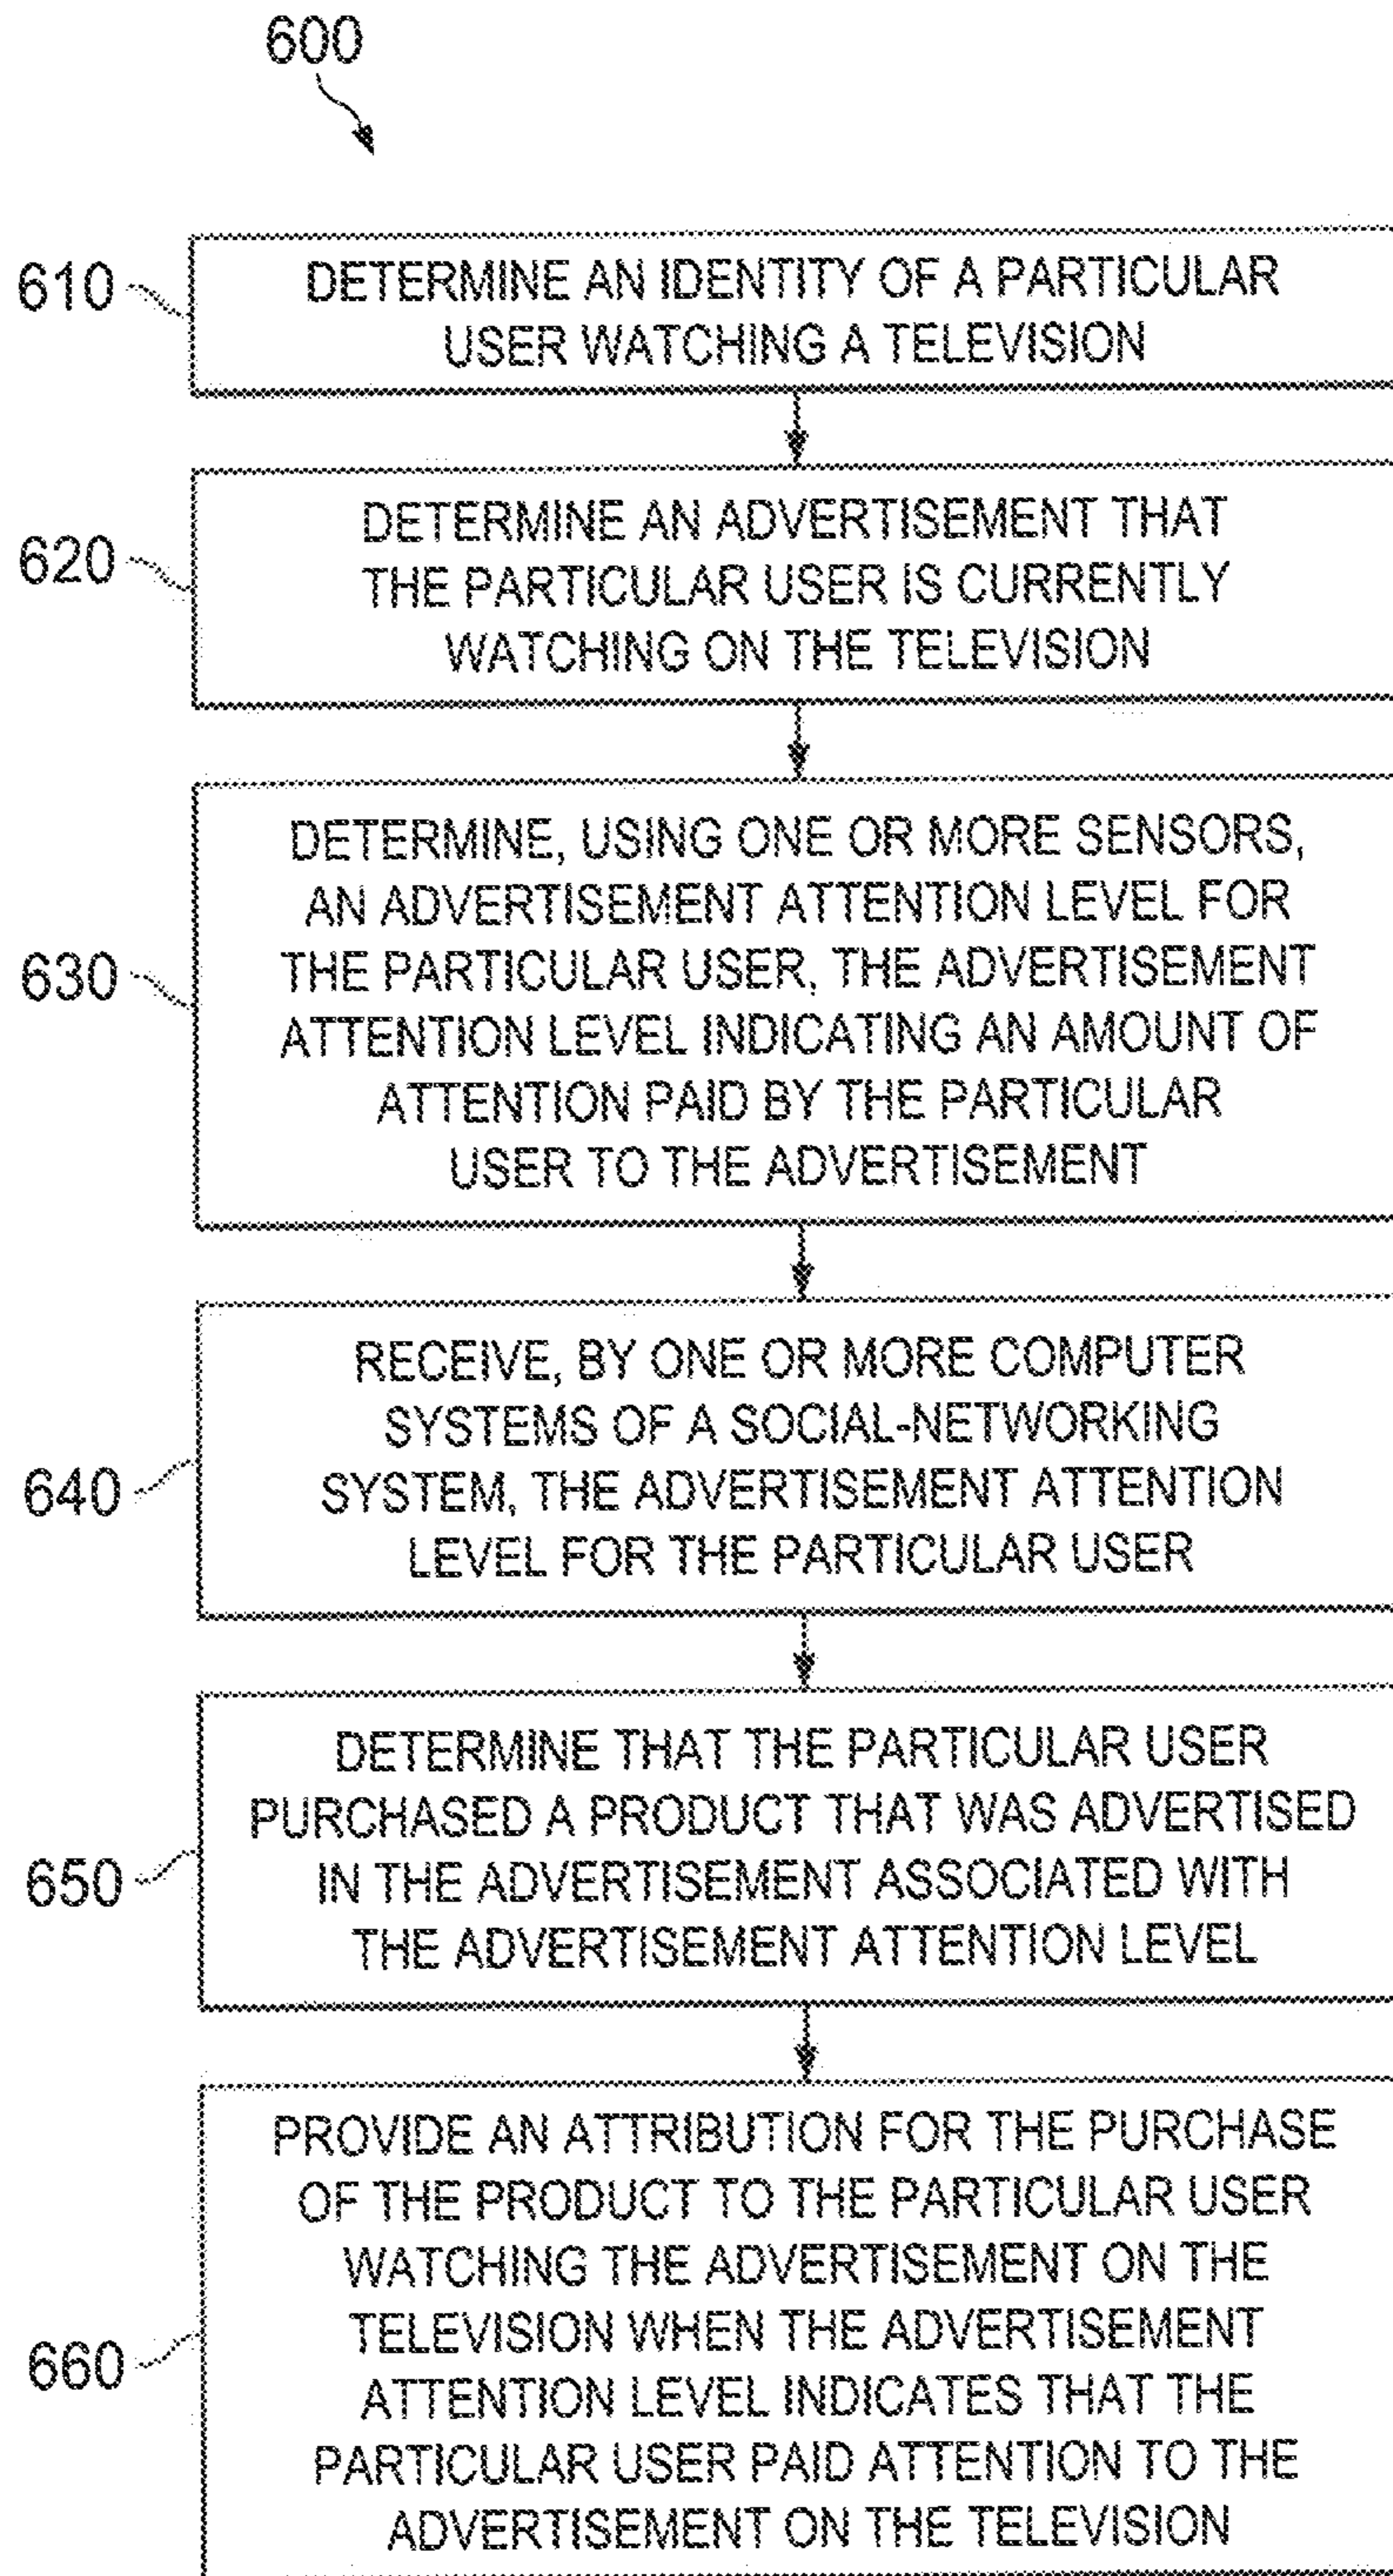 600
610
DETERMINE AN IDENTITY OF A PARTICULAR
USER WATCHING A TELEVISION
620
DETERMINE AN ADVERTISEMENT THAT
THE PARTICULAR USER IS CURRENTLY
WATCHING ON THE TELEVISION
630
DETERMINE, USING ONE OR MORE SENSORS,
AN ADVERTISEMENT ATTENTION LEVEL FOR
THE PARTICULAR USER, THE ADVERTISEMENT
ATTENTION LEVEL INDICATING AN AMOUNT OF
ATTENTION PAID BY THE PARTICULAR
USER TO THE ADVERTISEMENT
640
RECEIVE, BY ONE OR MORE COMPUTER
SYSTEMS OF A SOCIAL-NETWORKING
SYSTEM, THE ADVERTISEMENT ATTENTION
LEVEL FOR THE PARTICULAR USER
650
DETERMINE THAT THE PARTICULAR USER
PURCHASED A PRODUCT THAT WAS ADVERTISED
IN THE ADVERTISEMENT ASSOCIATED WITH
THE ADVERTISEMENT ATTENTION LEVEL
660
PROVIDE AN ATTRIBUTION FOR THE PURCHASE
OF THE PRODUCT TO THE PARTICULAR USER
WATCHING THE ADVERTISEMENT ON THE
TELEVISION WHEN THE ADVERTISEMENT
ATTENTION LEVEL INDICATES THAT THE
PARTICULAR USER PAID ATTENTION TO THE
ADVERTISEMENT ON THE TELEVISION